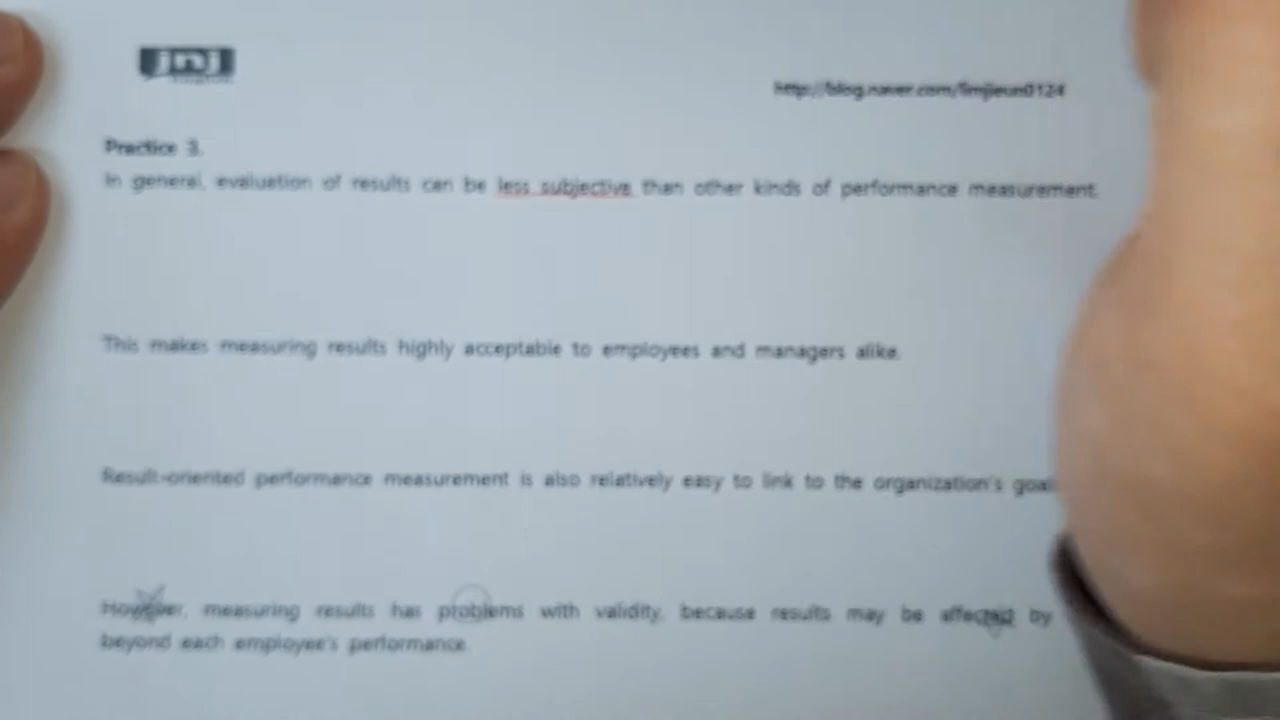 jnj
http://blog.naver.com/limjieun0124
Practice 3.
In general, evaluation of results can be less subjective than other kinds of performance measurement.
This makes measuring results highly acceptable to employees and managers alike.
Result-oriented performance measurement is also relatively easy to link to the organization's
However, measuring results has problems with validity, because results may be affected by
beyond each employee's performance.